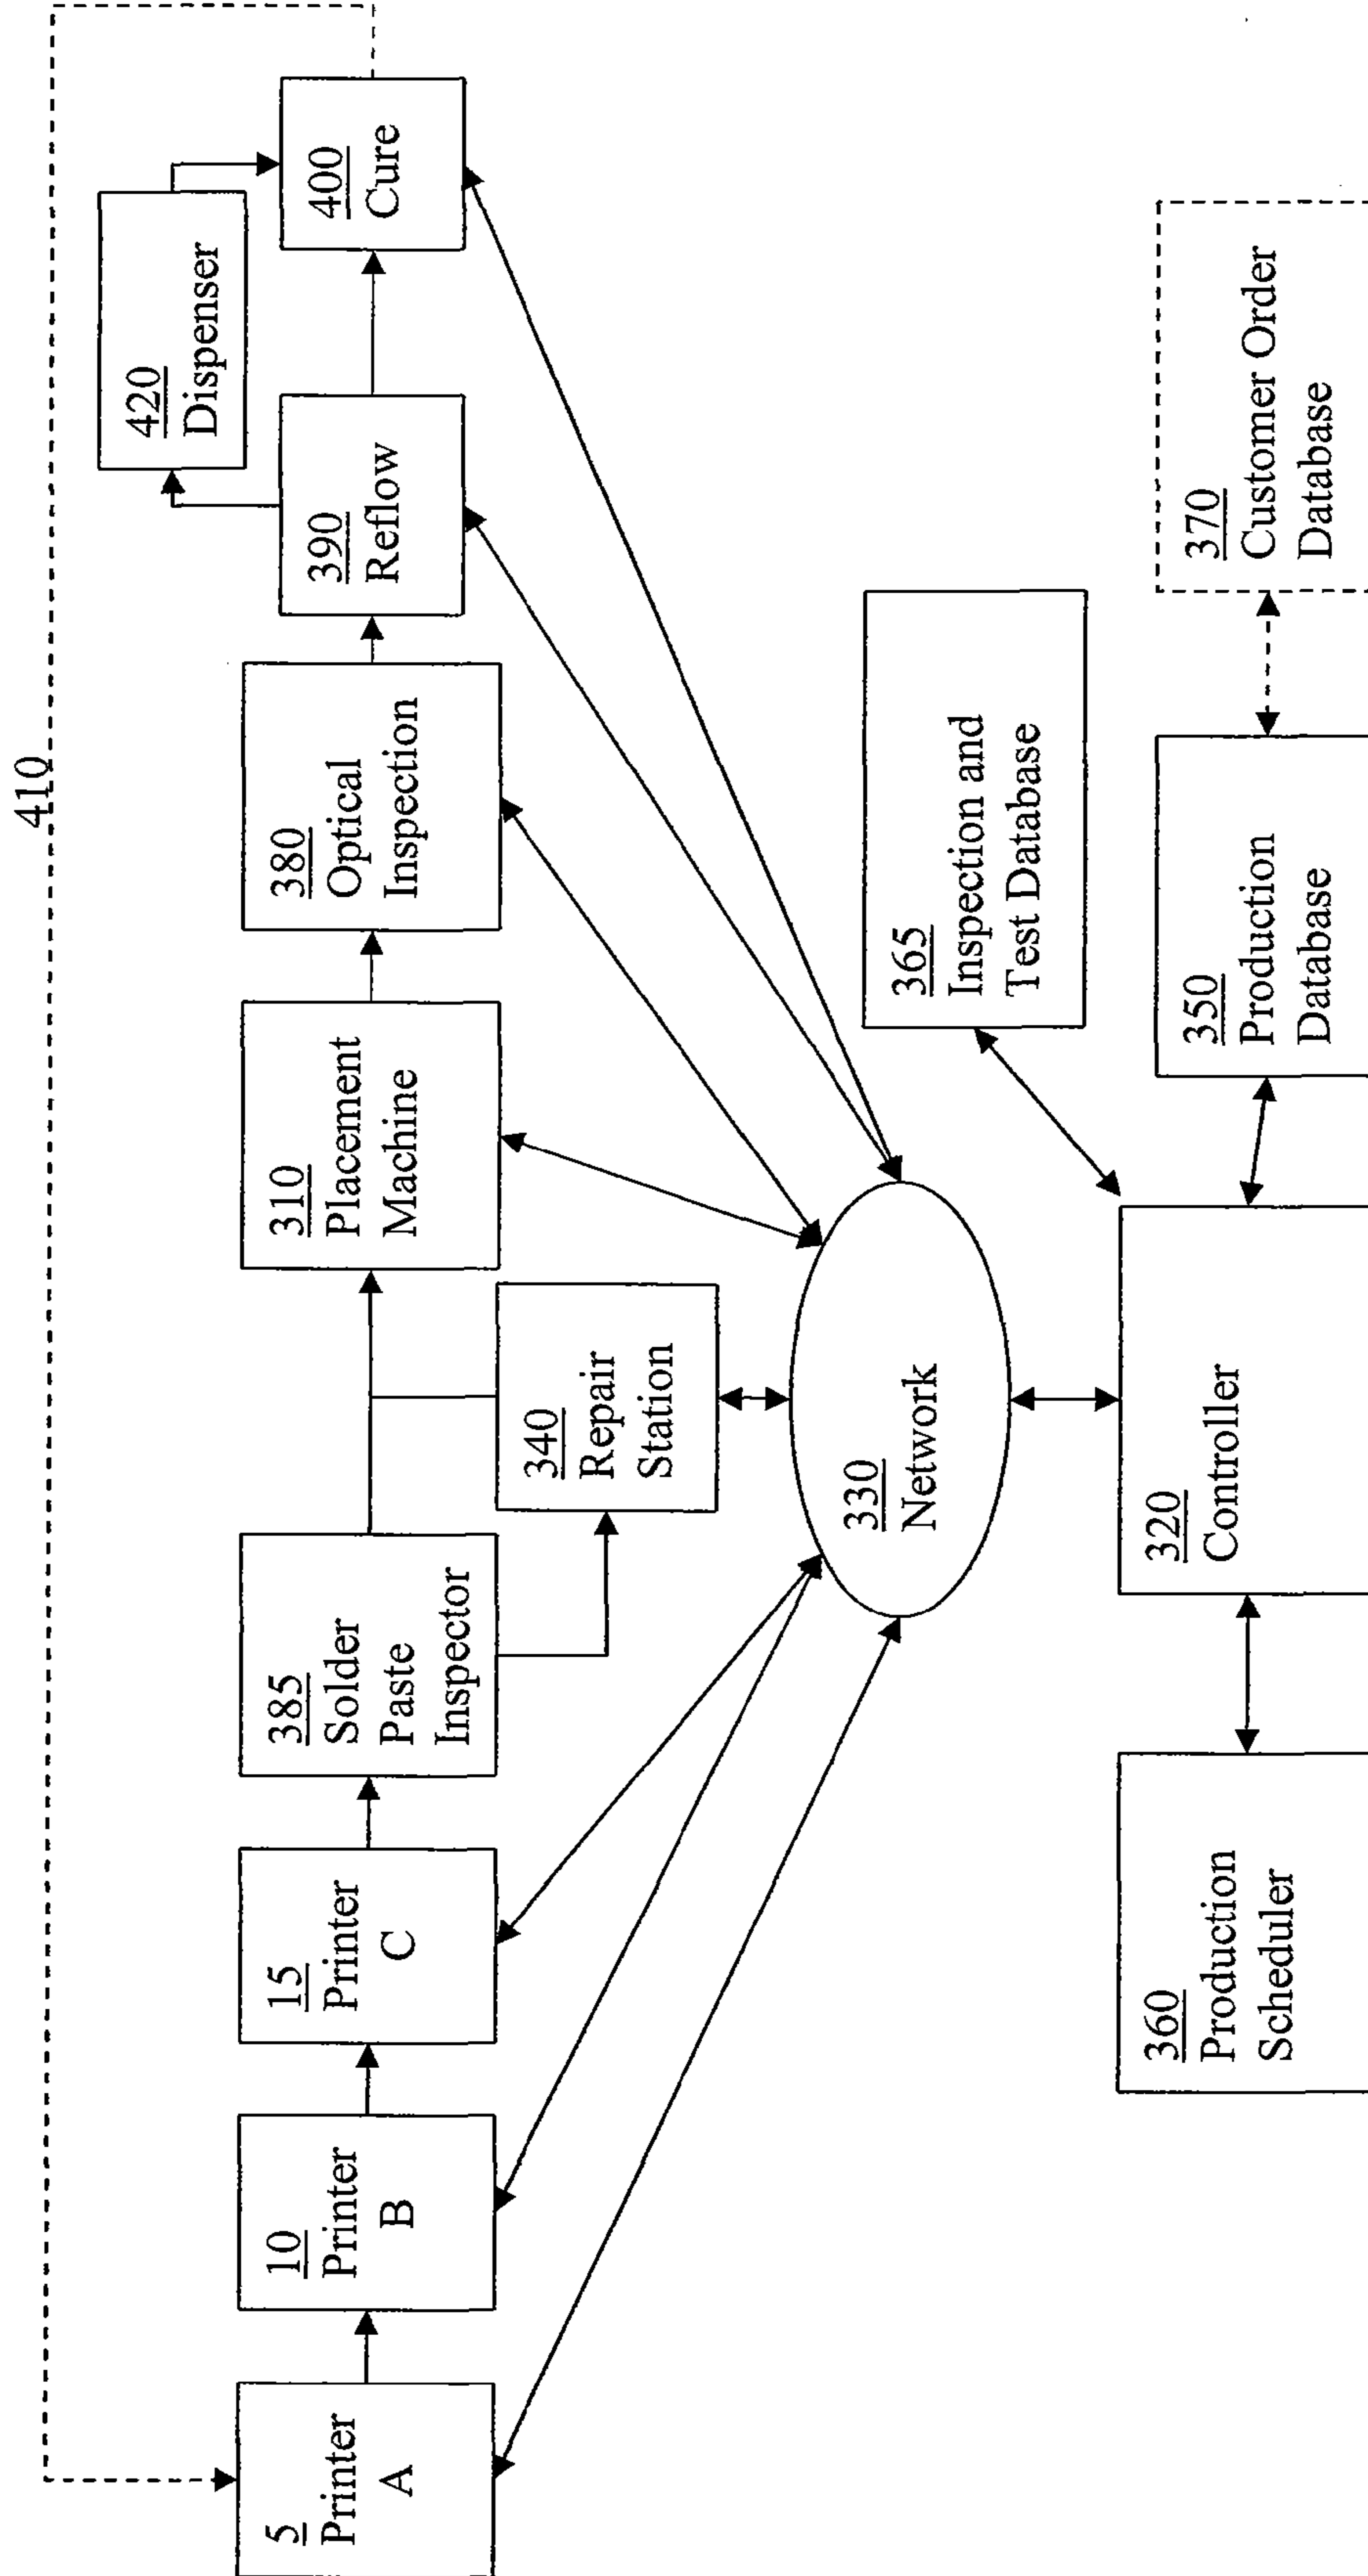 410
5
Printer
A
10
Printer
B
15
Printer
C
385
Solder
Paste
Inspector
310
Placement
Machine
380
Optical
Inspection
390
Reflow
420
Dispenser
400
Cure
340
Repair
Station
330
Network
365
Inspection and
Test Database
360
Production
Scheduler
320
Controller
350
Production
Database
370
Customer Order
Database